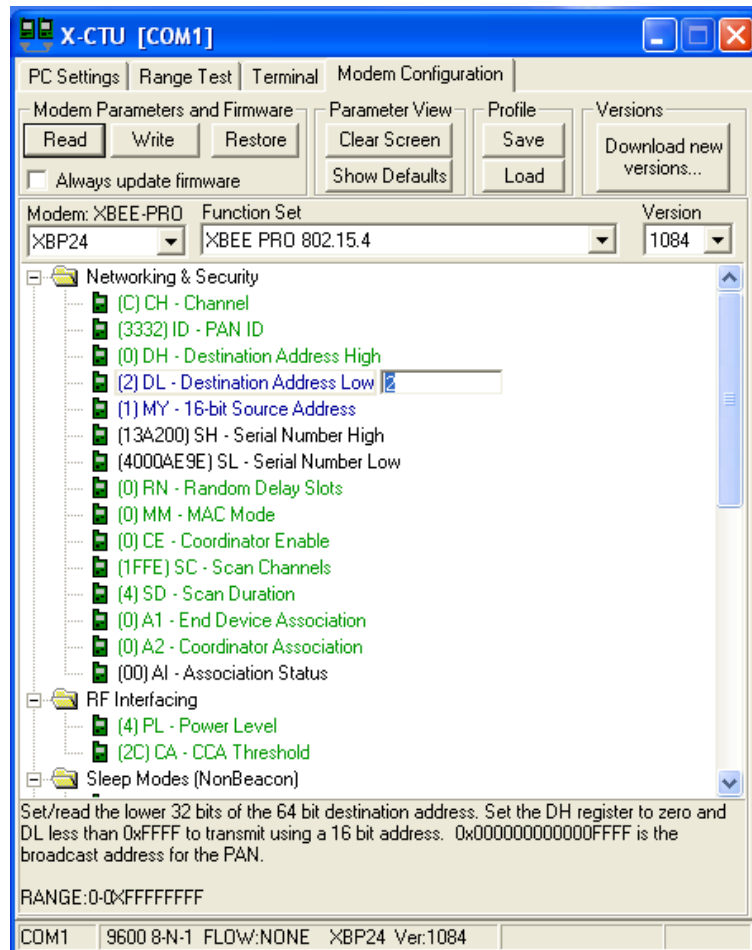 X-CTU [COM1]
PC Settings Range Test Terminal Modem Configuration
Modem Parameters and Firmware Parameter View Profile Versions
Read Write Restore Clear Screen Save Download new versions...
Always update firmware Show Defaults Load
Modem: XBEE-PRO Function Set Version
XBP24 XBEE PRO 802.15.4 1084
Networking & Security
(C) CH - Channel
(3332) ID - PAN ID
(0) DH - Destination Address High
(2) DL - Destination Address Low 2
(1) MY - 16-bit Source Address
(13A200) SH - Serial Number High
(4000AE9E) SL - Serial Number Low
(0) RN - Random Delay Slots
(0) MM - MAC Mode
(0) CE - Coordinator Enable
(1FFE) SC - Scan Channels
(4) SD - Scan Duration
(0) A1 - End Device Association
(0) A2 - Coordinator Association
(00) AI - Association Status
RF Interfacing
(4) PL - Power Level
(2C) CA - CCA Threshold
Sleep Modes (NonBeacon)
Set/read the lower 32 bits of the 64 bit destination address. Set the DH register to zero and
DL less than 0xFFFF to transmit using a 16 bit address. 0x000000000000FFFF is the
broadcast address for the PAN.
RANGE:0-0XFFFFFFFF
COM1 9600 8-N-1 FLOW:NONE XBP24 Ver:1084